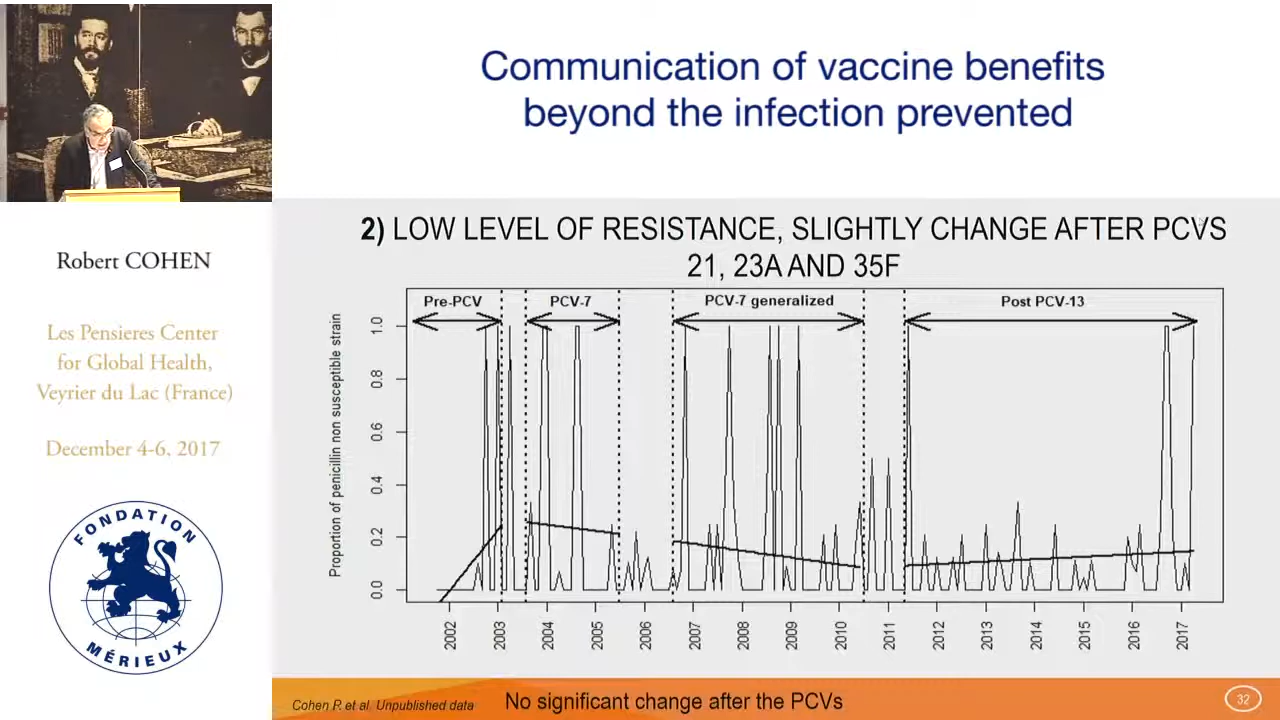 Communication of vaccine benefits
beyond the infection prevented
Robert COHEN
Les Pensieres Center
for Global Health,
Veyrier du Lac (France)
December 4-6, 2017
FONDATION
MÉRIEUX
2) LOW LEVEL OF RESISTANCE, SLIGHTLY CHANGE AFTER PCVS
21, 23A AND 35F
Pre-PCV
PCV-7
PCV-7 generalized
Post PCV-13
Proportion of penicillin non susceptible strain
1.0
0.8
0.6
0.4
0.2
0.0
2002 2003 2004 2005 2006 2007 2008 2009 2010 2011 2012 2013 2014 2015 2016 2017
Cohen R. et al. Unpublished data
No significant change after the PCVs
32